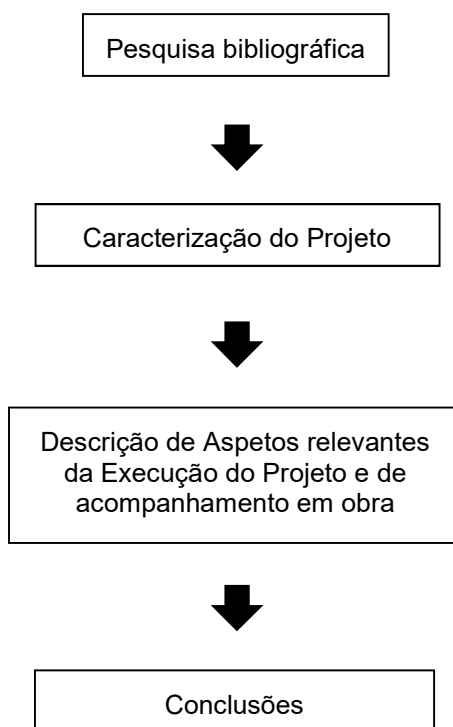 Pesquisa bibliográfica
Caracterização do Projeto
Descrição de Aspetos relevantes
da Execução do Projeto e de
acompanhamento em obra
Conclusões